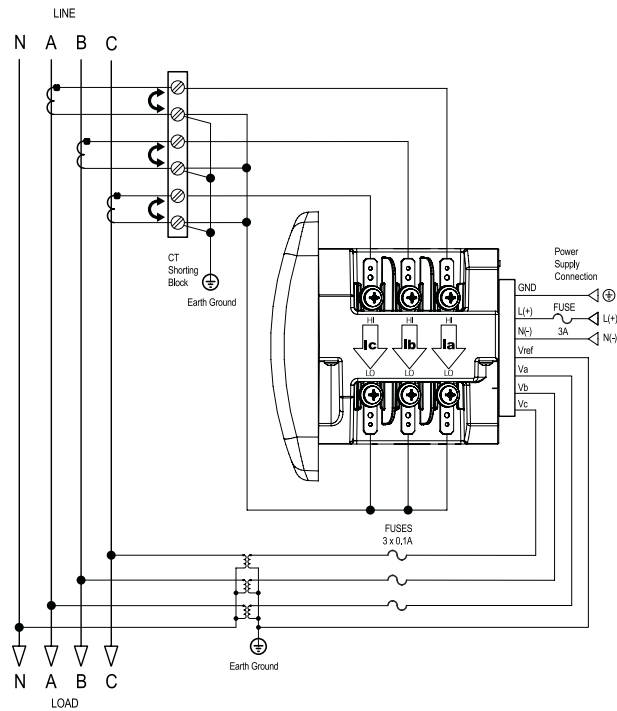 LINE
N A B C
CT
Shorting
Block
Earth Ground
Power
Supply
Connection
GND
L(+)
FUSE
L(+)
3A
N(-)
N(-)
Vref
Va
Vb
Vc
HI HI HI
Ic Ib Ia
LO LO LO
FUSES
3 x 0,1A
Earth Ground
N A B C
LOAD